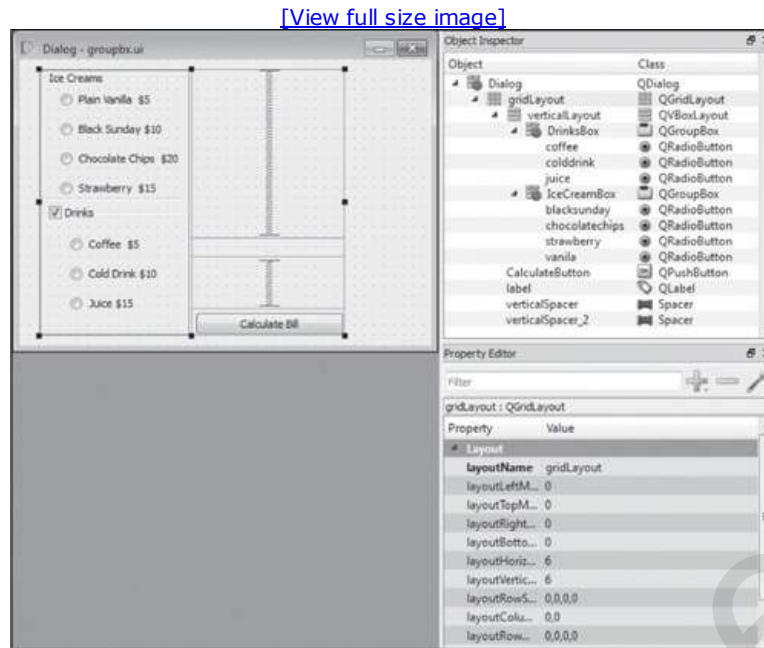 [View full size image]
Dialog - groupbx.ui
Ice Creams
Plain Vanilla $5
Black Sunday $10
Chocolate Chips $20
Strawberry $15
Drinks
Coffee $5
Cold Drink $10
Juice $15
Calculate Bill
Object Inspector
Object Class
Dialog QDialog
gridLayout QGridLayout
verticalLayout QVBoxLayout
DrinksBox QGroupBox
coffee QRadioButton
colddrink QRadioButton
juice QRadioButton
IceCreamBox QGroupBox
blacksunday QRadioButton
chocolatechips QRadioButton
strawberry QRadioButton
vanila QRadioButton
CalculateButton QPushButton
label QLabel
verticalSpacer Spacer
verticalSpacer_2 Spacer
Property Editor
Filter
gridLayout : QGridLayout
Property Value
Layout
layoutName gridLayout
layoutLeftM... 0
layoutTopM... 0
layoutRight... 0
layoutBotto... 0
layoutHoriz... 6
layoutVertic... 6
layoutRowS... 0,0,0,0
layoutColu... 0,0
layoutRow... 0,0,0,0